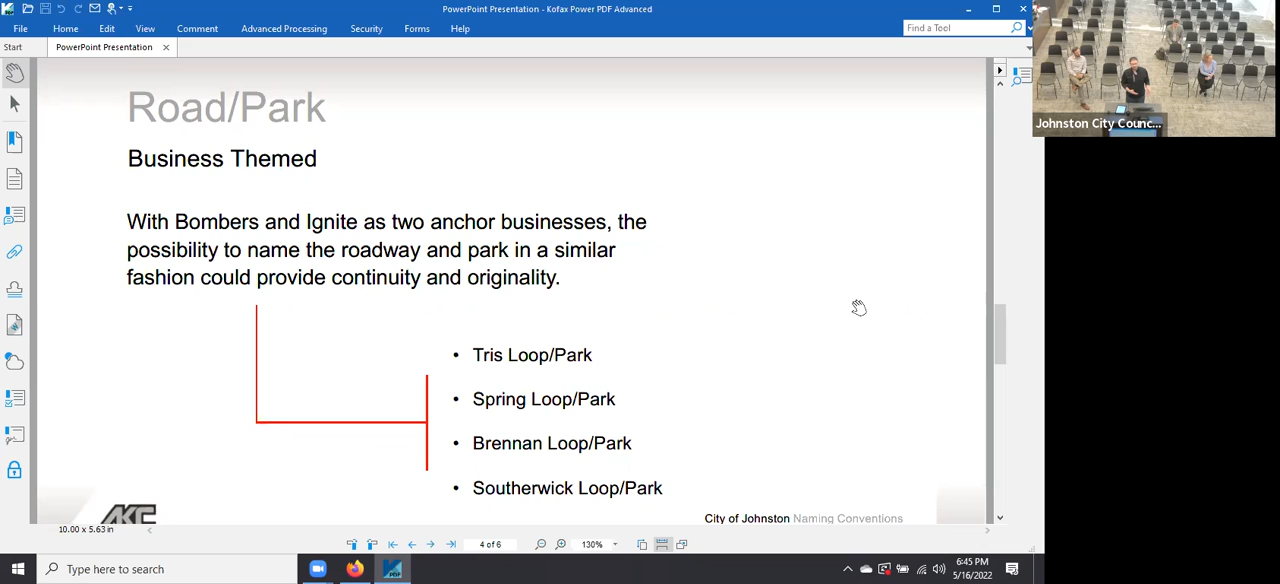 PowerPoint Presentation - Kofax Power PDF Advanced
File Home Edit View Comment Advanced Processing Security Forms Help
Find a Tool
Start PowerPoint Presentation ×
Johnston City Counc...
Road/Park
Business Themed
With Bombers and Ignite as two anchor businesses, the
possibility to name the roadway and park in a similar
fashion could provide continuity and originality.
• Tris Loop/Park
• Spring Loop/Park
• Brennan Loop/Park
• Southerwick Loop/Park
AKC
City of Johnston Naming Conventions
10.00 x 5.63 in
4 of 6
130%
Type here to search
PDF
6:45 PM
5/16/2022